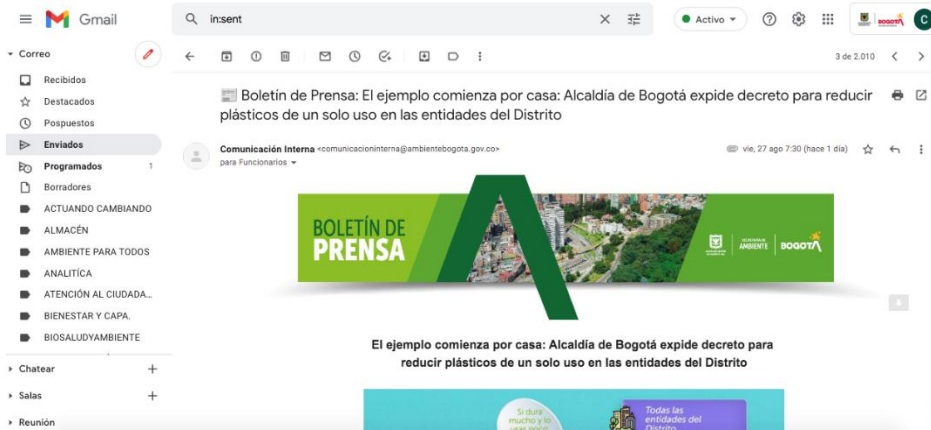 Gmail
in:sent
Activo
BOGOTÁ
C
Correo
3 de 2.010
Recibidos
Destacados
Pospuestos
Enviados
Programados 1
Borradores
ACTUANDO CAMBIANDO
ALMACÉN
AMBIENTE PARA TODOS
ANALITÍCA
ATENCIÓN AL CIUDADA...
BIENESTAR Y CAPA.
BIOSALUDYAMBIENTE
Chatear
Salas
Reunión
Boletín de Prensa: El ejemplo comienza por casa: Alcaldía de Bogotá expide decreto para reducir
plásticos de un solo uso en las entidades del Distrito
Comunicación Interna <comunicacioninterna@ambientebogota.gov.co>
vie, 27 ago 7:30 (hace 1 día)
para Funcionarios
BOLETÍN DE
PRENSA
AMBIENTE
BOGOTÁ
El ejemplo comienza por casa: Alcaldía de Bogotá expide decreto para
reducir plásticos de un solo uso en las entidades del Distrito
Si dura
mucho y lo
usas poco
Todas las
entidades del
Distrito